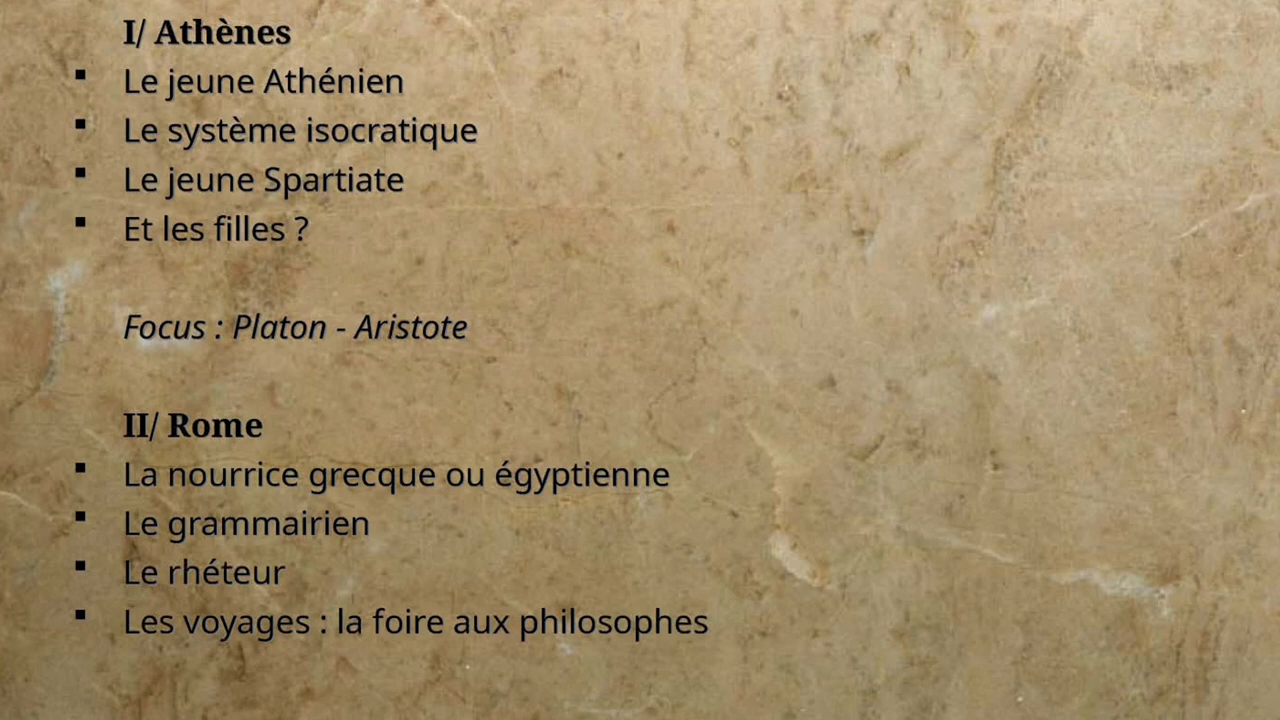 I/ Athènes
▪ Le jeune Athénien
▪ Le système isocratique
▪ Le jeune Spartiate
▪ Et les filles ?
Focus : Platon - Aristote
II/ Rome
▪ La nourrice grecque ou égyptienne
▪ Le grammairien
▪ Le rhéteur
▪ Les voyages : la foire aux philosophes